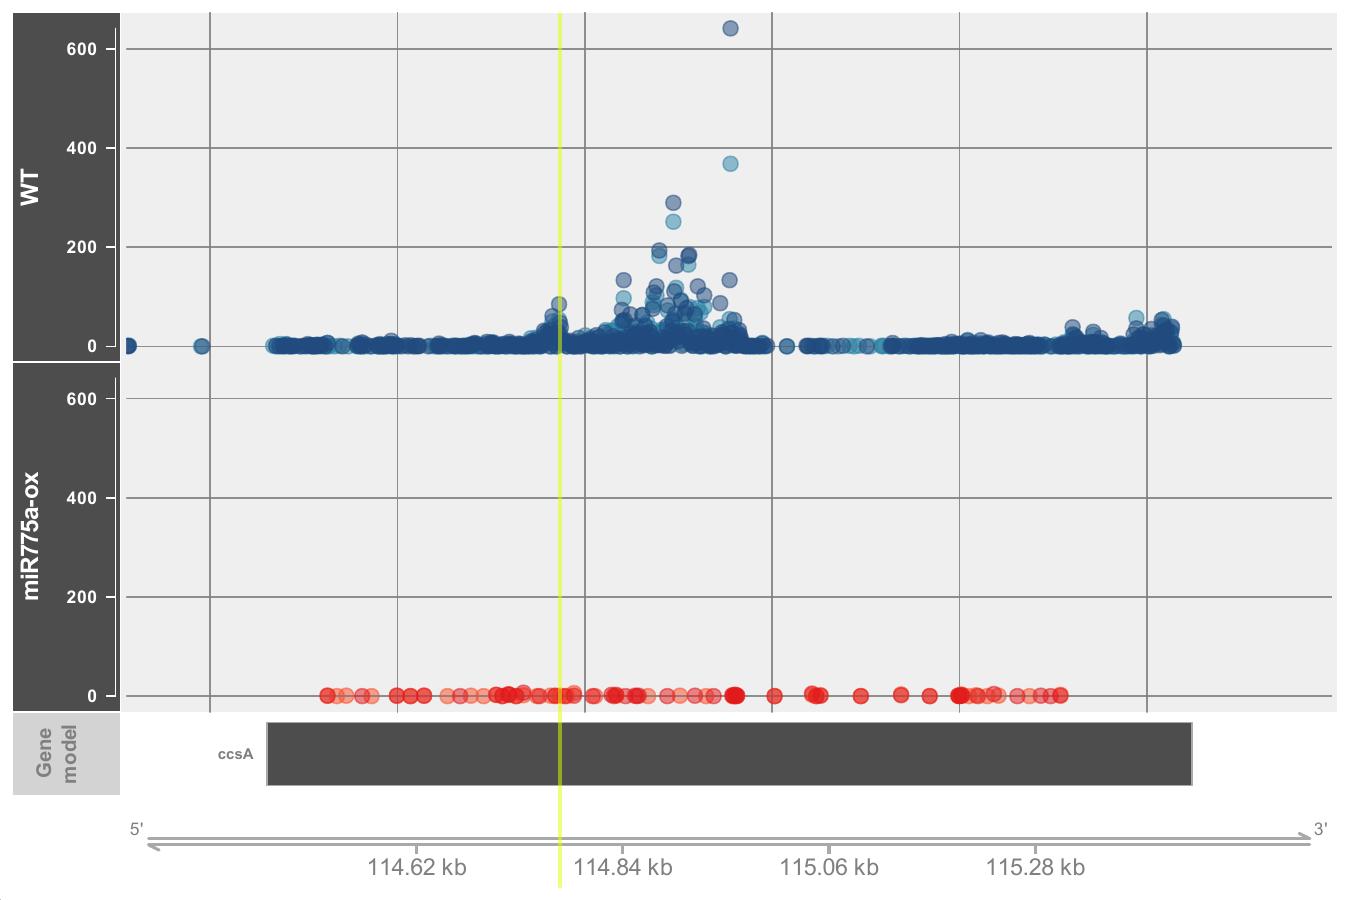 600
400
200
0
WT
600
400
200
0
miR775a-ox
Gene
model
ccsA
5'
3'
114.62 kb
114.84 kb
115.06 kb
115.28 kb